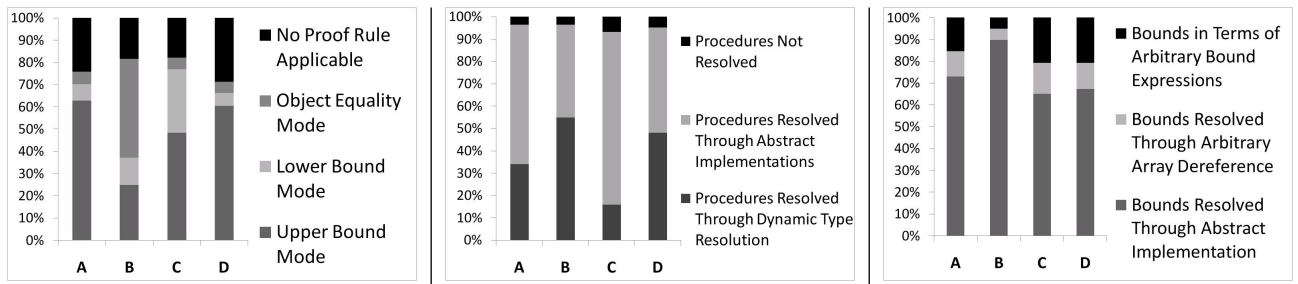 100%
90%
80%
70%
60%
50%
40%
30%
20%
10%
0%
A B C D
No Proof Rule
Applicable
Object Equality
Mode
Lower Bound
Mode
Upper Bound
Mode
100%
90%
80%
70%
60%
50%
40%
30%
20%
10%
0%
A B C D
Procedures Not
Resolved
Procedures Resolved
Through Abstract
Implementations
Procedures Resolved
Through Dynamic Type
Resolution
100%
90%
80%
70%
60%
50%
40%
30%
20%
10%
0%
A B C D
Bounds in Terms of
Arbitrary Bound
Expressions
Bounds Resolved
Through Arbitrary
Array Dereference
Bounds Resolved
Through Abstract
Implementation